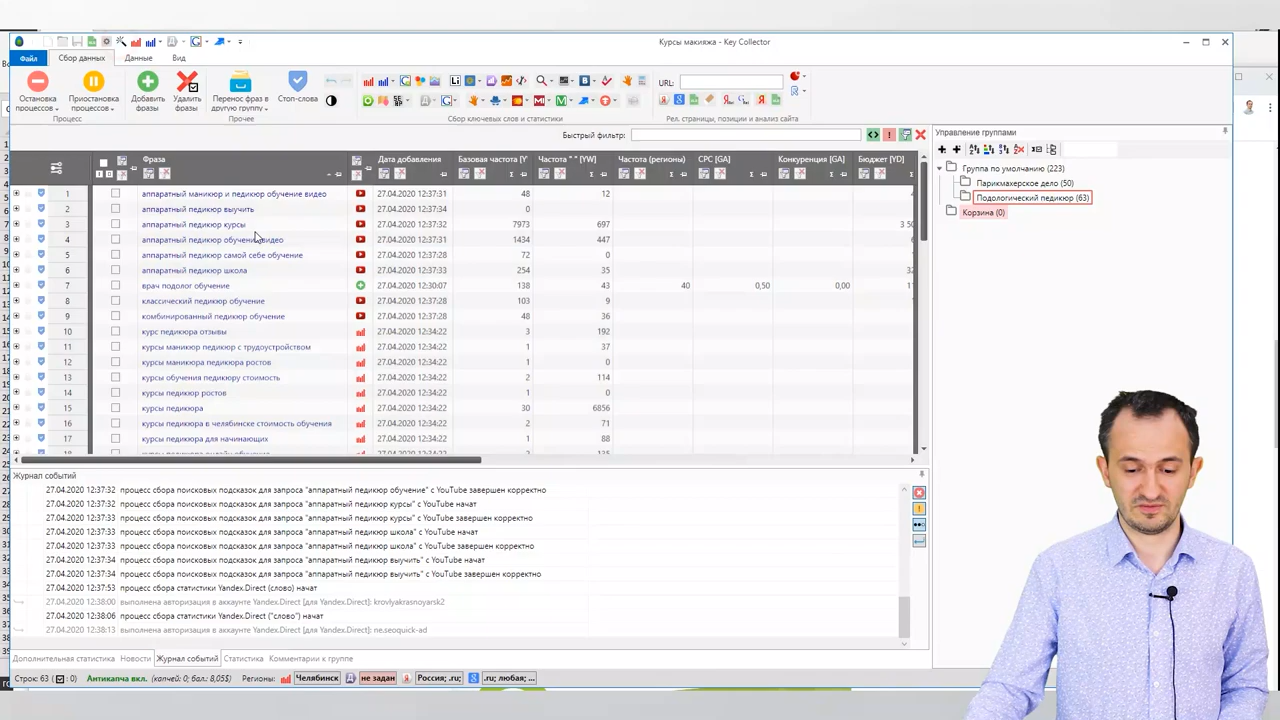 Курсы макияжа - Key Collector
Файл Сбор данных Данные Вид
Остановка процессов Приостановка процессов Добавить фразы Удалить фразы Перенос фраз в другую группу Стоп-слова URL:
Процесс Прочее Сбор ключевых слов и статистики Рел. страницы, позиции и анализ сайта
Быстрый фильтр:
Фраза Дата добавления Базовая частота [Y Частота " " [YW] Частота (регионы) CPC [GA] Конкуренция [GA] Бюджет [YD]
1 аппаратный маникюр и педикюр обучение видео 27.04.2020 12:37:31 48 12
2 аппаратный педикюр выучить 27.04.2020 12:37:34 0
3 аппаратный педикюр курсы 27.04.2020 12:37:32 7973 697 3 50
4 аппаратный педикюр обучение видео 27.04.2020 12:37:31 1434 447
5 аппаратный педикюр самой себе обучение 27.04.2020 12:37:28 72 0
6 аппаратный педикюр школа 27.04.2020 12:37:33 254 35 32
7 врач подолог обучение 27.04.2020 12:30:07 138 43 40 0,50 0,00 11
8 классический педикюр обучение 27.04.2020 12:37:28 103 9
9 комбинированный педикюр обучение 27.04.2020 12:37:28 48 36
10 курс педикюра отзывы 27.04.2020 12:34:22 3 192
11 курсы маникюрм педикюр с трудоустройством 27.04.2020 12:34:22 1 37
12 курсы маникюра педикюра ростов 27.04.2020 12:34:22 1 0
13 курсы обучения педикюру стоимость 27.04.2020 12:34:22 2 114
14 курсы педикюр ростов 27.04.2020 12:34:22 1 0
15 курсы педикюра 27.04.2020 12:34:22 30 6856
16 курсы педикюра в челябинске стоимость обучения 27.04.2020 12:34:22 2 71
17 курсы педикюра для начинающих 27.04.2020 12:34:22 1 88
Управление группами
Группа по умолчанию (223)
Парикмахерское дело (50)
Подологический педикюр (63)
Корзина (0)
Журнал событий
27.04.2020 12:37:32 процесс сбора поисковых подсказок для запроса "аппаратный педикюр обучение" с YouTube завершен корректно
27.04.2020 12:37:32 процесс сбора поисковых подсказок для запроса "аппаратный педикюр курсы" с YouTube начат
27.04.2020 12:37:33 процесс сбора поисковых подсказок для запроса "аппаратный педикюр курсы" с YouTube завершен корректно
27.04.2020 12:37:33 процесс сбора поисковых подсказок для запроса "аппаратный педикюр школа" с YouTube начат
27.04.2020 12:37:33 процесс сбора поисковых подсказок для запроса "аппаратный педикюр школа" с YouTube завершен корректно
27.04.2020 12:37:34 процесс сбора поисковых подсказок для запроса "аппаратный педикюр выучить" с YouTube начат
27.04.2020 12:37:34 процесс сбора поисковых подсказок для запроса "аппаратный педикюр выучить" с YouTube завершен корректно
27.04.2020 12:37:53 процесс сбора статистики Yandex.Direct (слово) начат
27.04.2020 12:38:00 выполнена авторизация в аккаунте Yandex.Direct [для Yandex.Direct]: krovlyakrasnoyarsk2
27.04.2020 12:38:06 процесс сбора статистики Yandex.Direct ("слово") начат
27.04.2020 12:38:13 выполнена авторизация в аккаунте Yandex.Direct [для Yandex.Direct]: ne.seoquick-ad
Дополнительная статистика Новости Журнал событий Статистика Комментарии к группе
Строк: 63 ( : 0) Антикапча вкл. (капчей: 0; бал.: 8,05$) Регионы: Челябинск не задан Россия; .ru; .ru; любая; ...